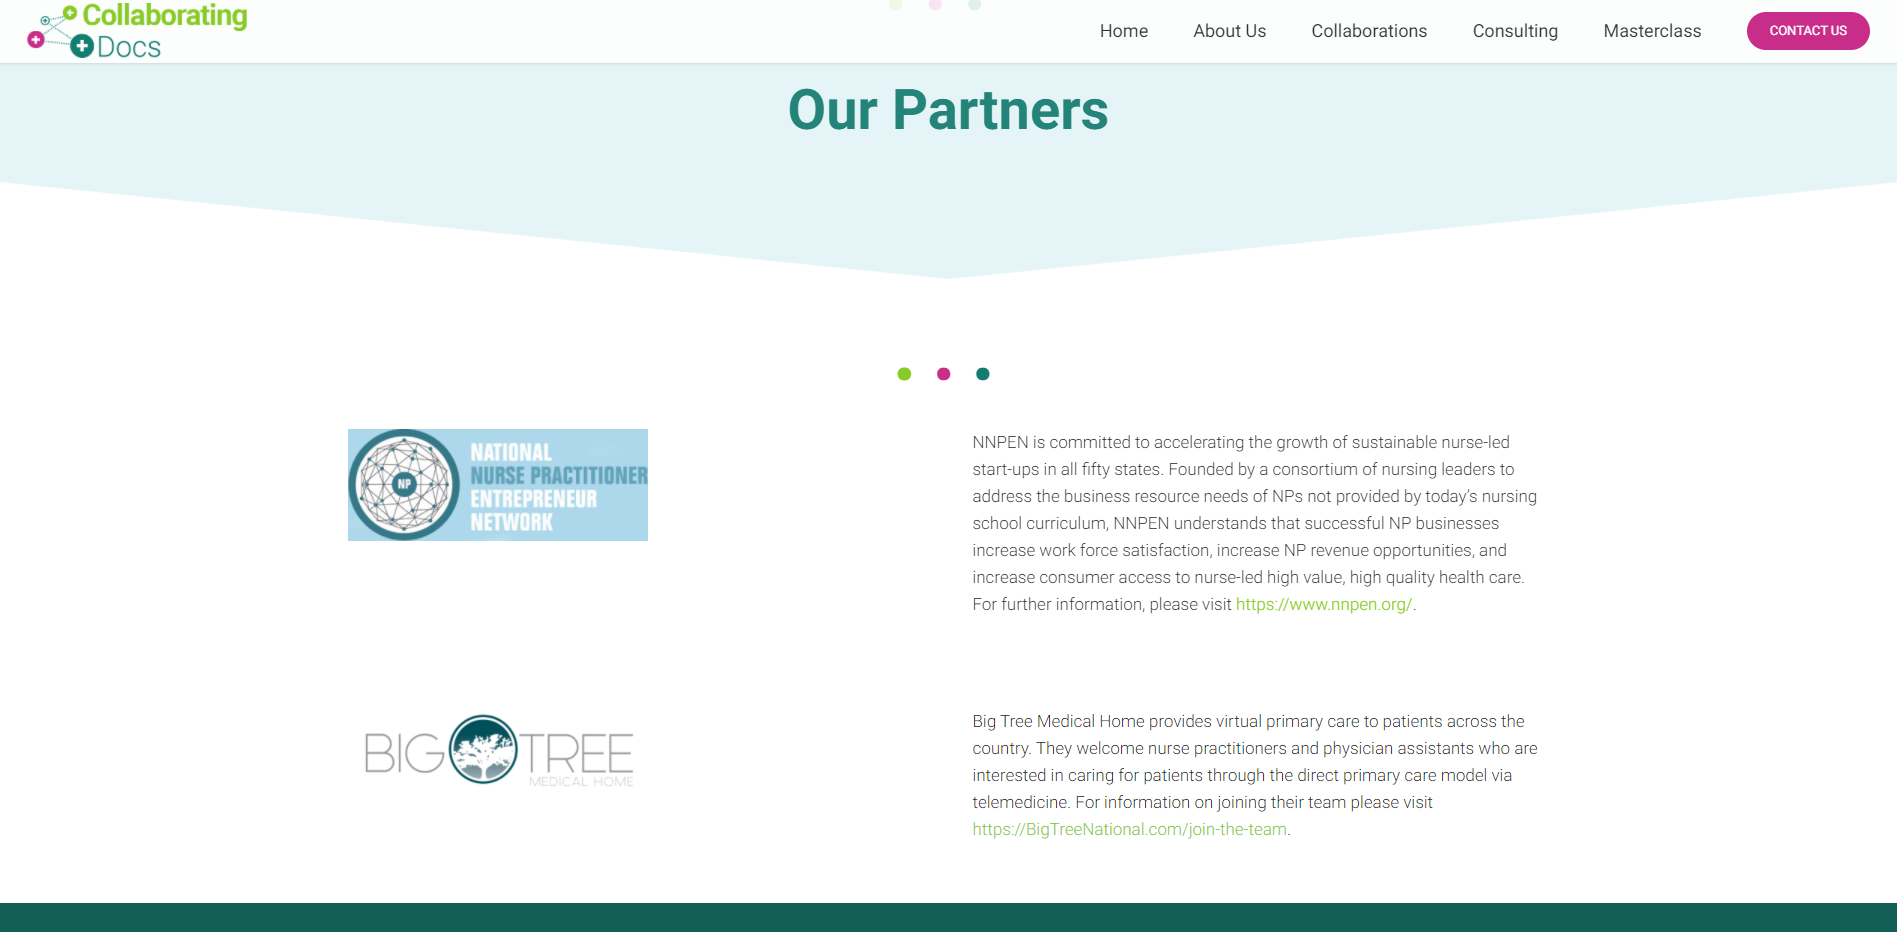 Collaborating
Docs
Home
About Us
Collaborations
Consulting
Masterclass
CONTACT US
Our Partners
NP
NATIONAL
NURSE PRACTITIONER
ENTREPRENEUR
NETWORK
NNPEN is committed to accelerating the growth of sustainable nurse-led
start-ups in all fifty states. Founded by a consortium of nursing leaders to
address the business resource needs of NPs not provided by today's nursing
school curriculum, NNPEN understands that successful NP businesses
increase work force satisfaction, increase NP revenue opportunities, and
increase consumer access to nurse-led high value, high quality health care.
For further information, please visit https://www.nnpen.org/.
BIG TREE
MEDICAL HOME
Big Tree Medical Home provides virtual primary care to patients across the
country. They welcome nurse practitioners and physician assistants who are
interested in caring for patients through the direct primary care model via
telemedicine. For information on joining their team please visit
https://BigTreeNational.com/join-the-team.